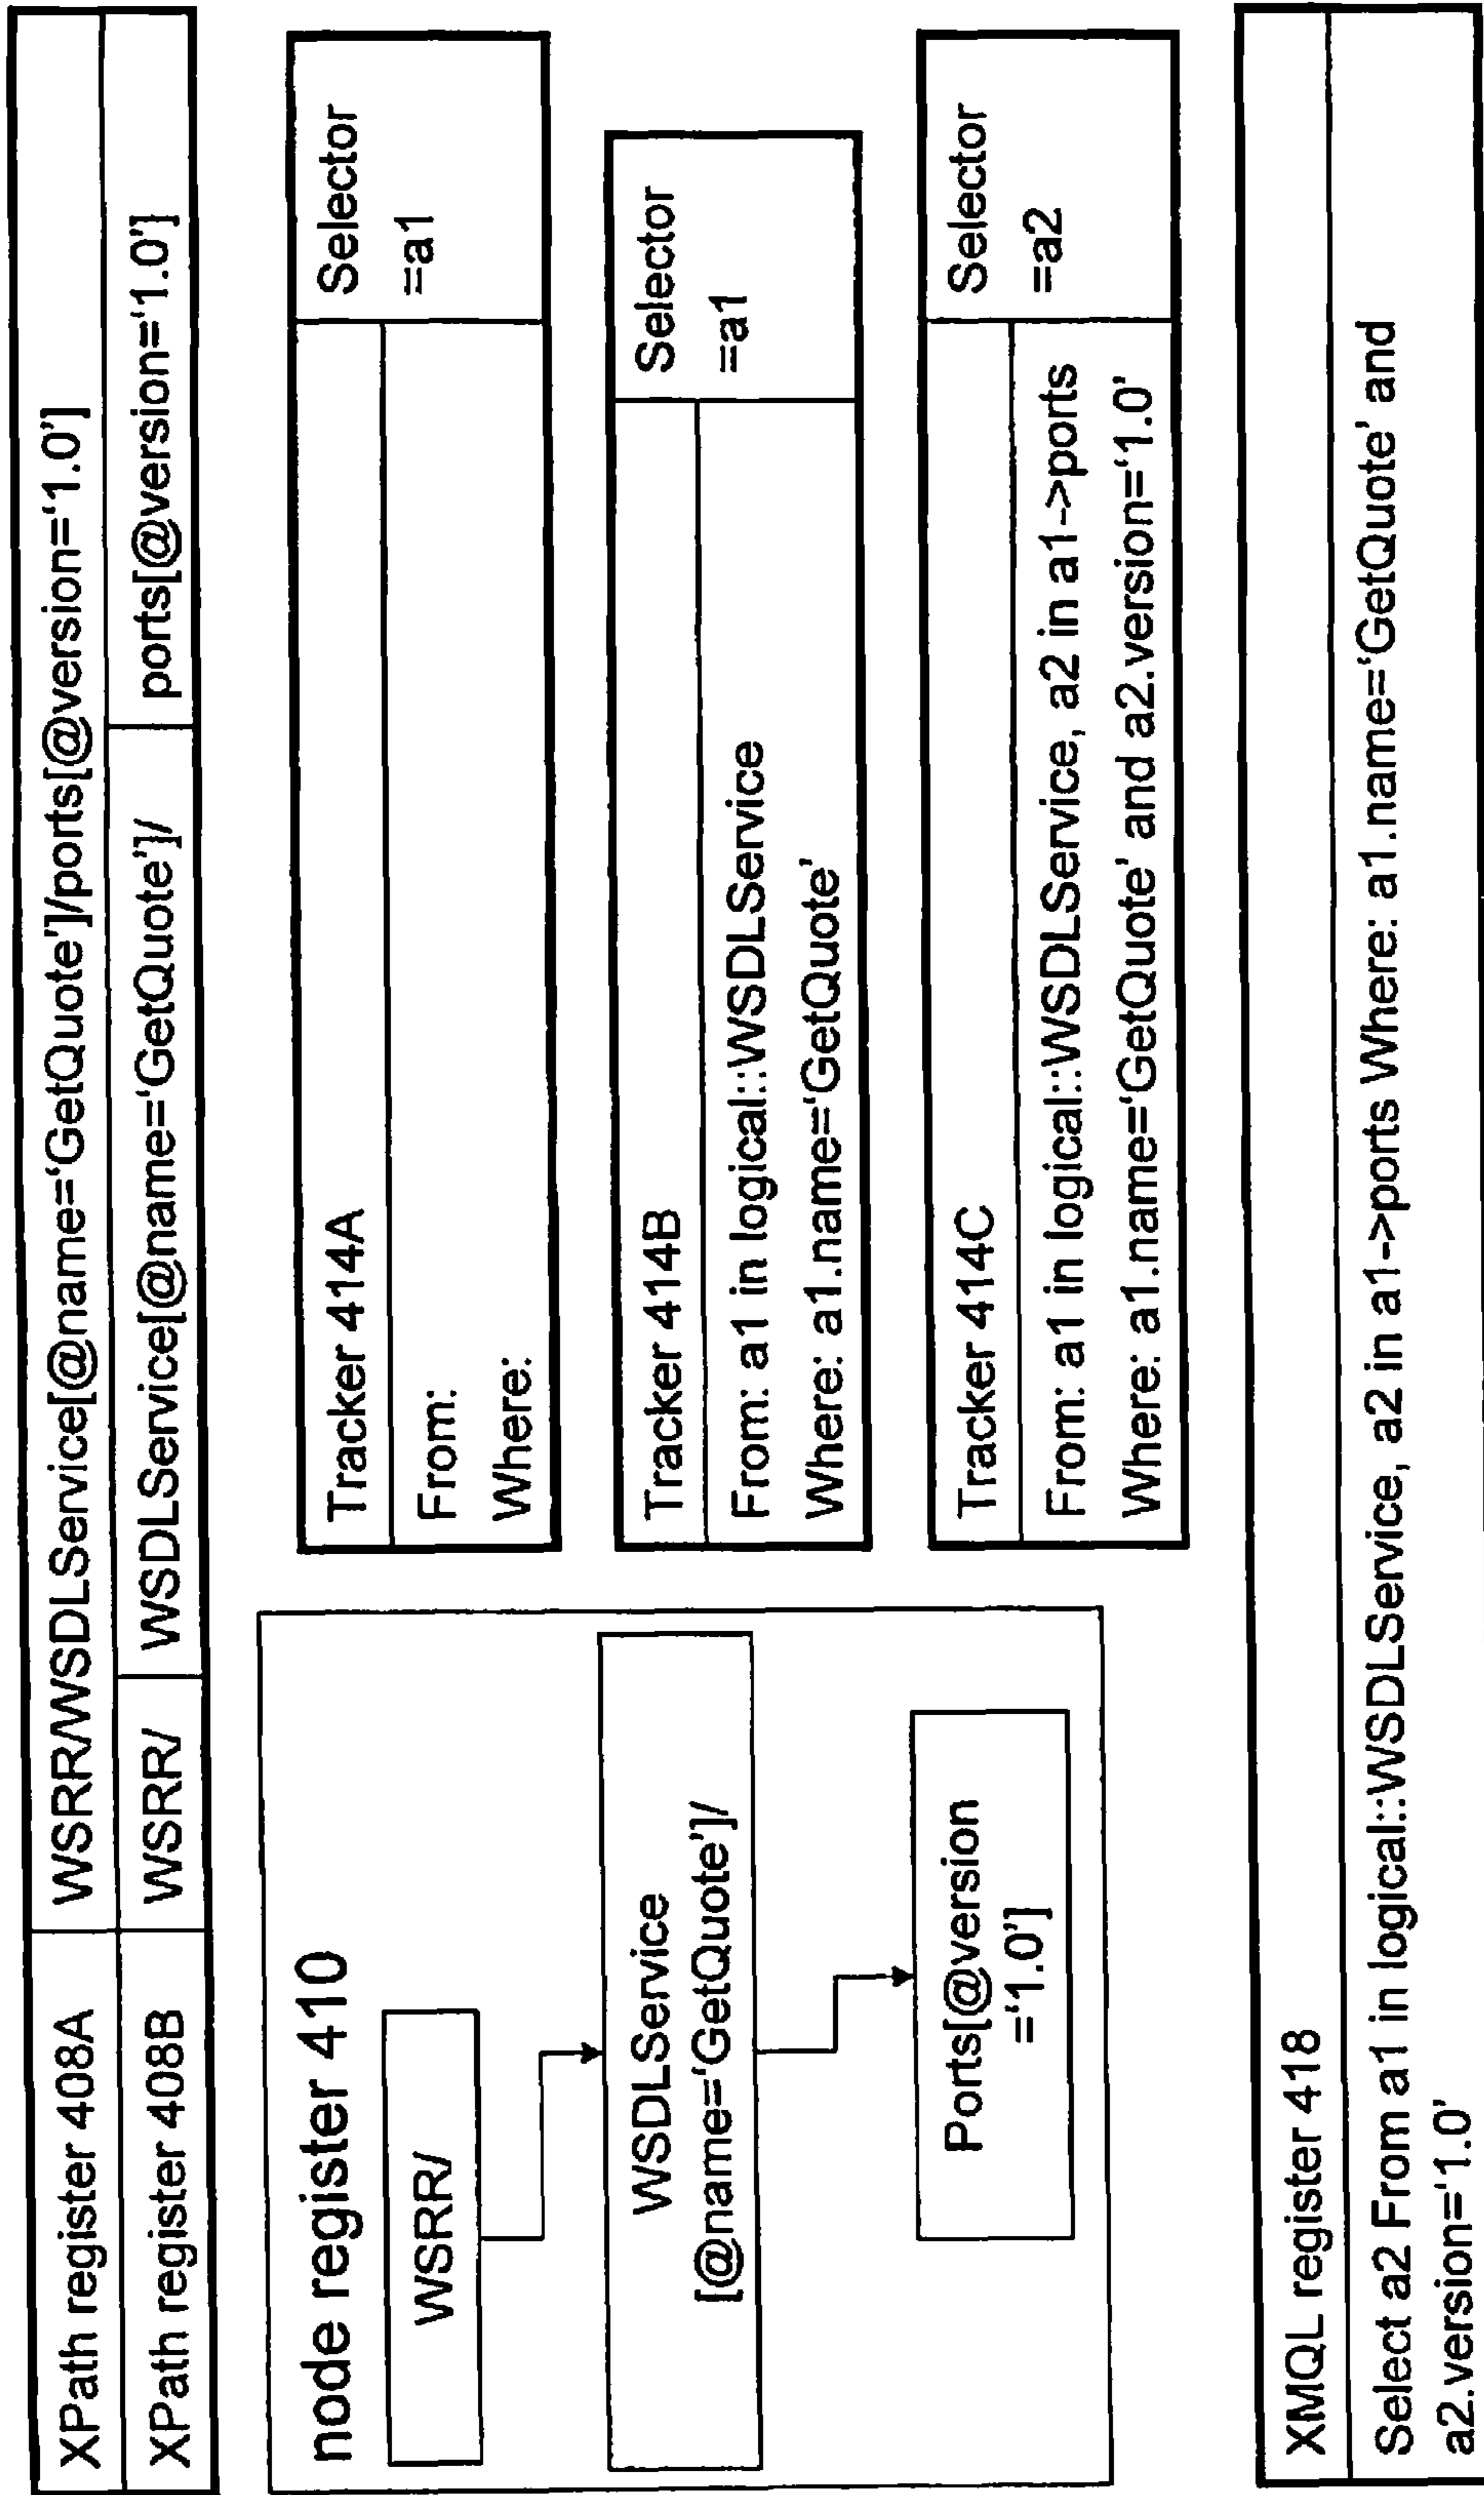 XPath register 408A
WSRR/WSDLService[@name=‘GetQuote’]/ports[@version=‘1.0’]
XPath register 408B
WSRR/
WSDLService[@name=‘GetQuote’]/
ports[@version=‘1.0’]
node register 410
WSRR/
WSDLService
[@name=‘GetQuote’]/
Ports[@version
=‘1.0’]
Tracker 414A
Selector
=a1
From:
Where:
Tracker 414B
Selector
=a1
From: a1 in logical::WSDLService
Where: a1.name=‘GetQuote’
Tracker 414C
Selector
=a2
From: a1 in logical::WSDLService, a2 in a1->ports
Where: a1.name=‘GetQuote’ and a2.version=‘1.0’
XMQL register 418
Select a2 From a1 in logical::WSDLService, a2 in a1->ports Where: a1.name=‘GetQuote’ and
a2.version=‘1.0’